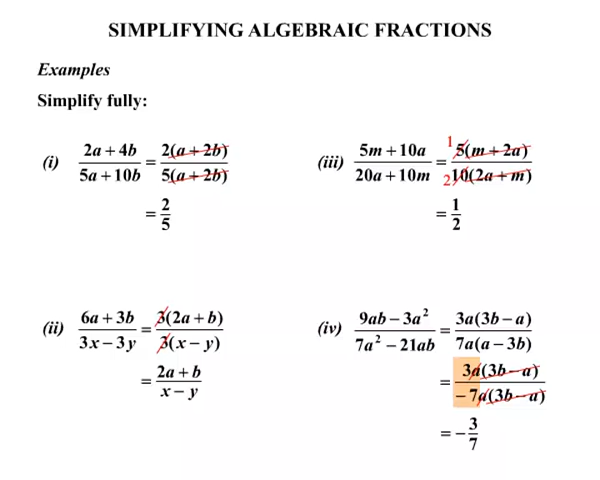 SIMPLIFYING ALGEBRAIC FRACTIONS
Examples
Simplify fully:
(i) (2a + 4b)/(5a + 10b) = 2(a + 2b)/5(a + 2b)
= 2/5
(ii) (6a + 3b)/(3x − 3y) = 3(2a + b)/3(x − y)
= (2a + b)/(x − y)
(iii) (5m + 10a)/(20a + 10m) = 1 5(m + 2a)/2 10(2a + m)
= 1/2
(iv) (9ab − 3a²)/(7a² − 21ab) = 3a(3b − a)/7a(a − 3b)
= 3a(3b − a)/−7a(3b − a)
= −3/7